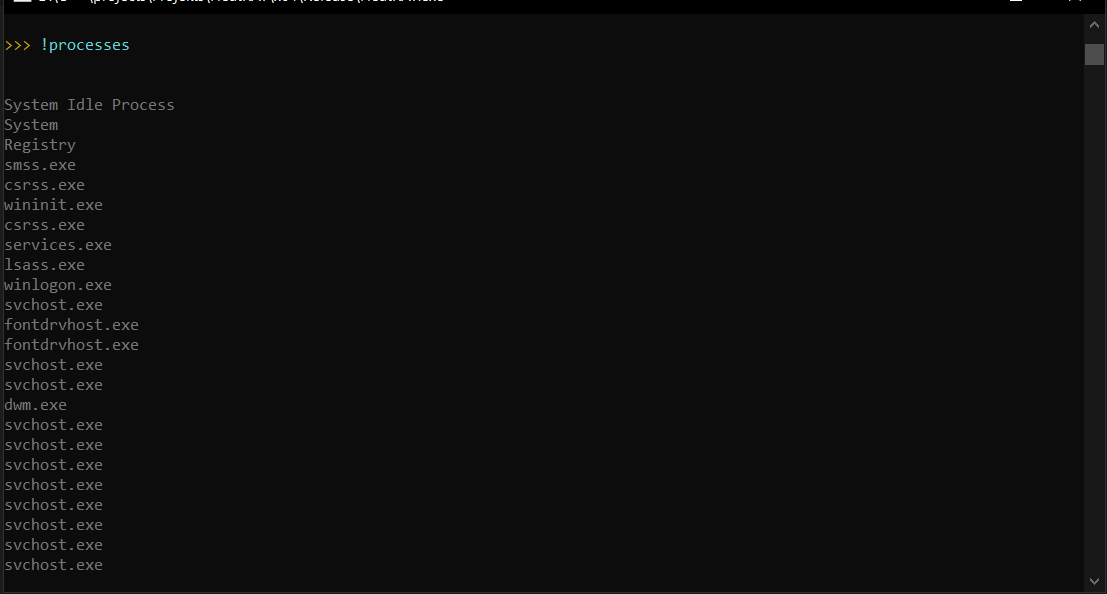 >>> !processes
System Idle Process
System
Registry
smss.exe
csrss.exe
wininit.exe
csrss.exe
services.exe
lsass.exe
winlogon.exe
svchost.exe
fontdrvhost.exe
fontdrvhost.exe
svchost.exe
svchost.exe
dwm.exe
svchost.exe
svchost.exe
svchost.exe
svchost.exe
svchost.exe
svchost.exe
svchost.exe
svchost.exe